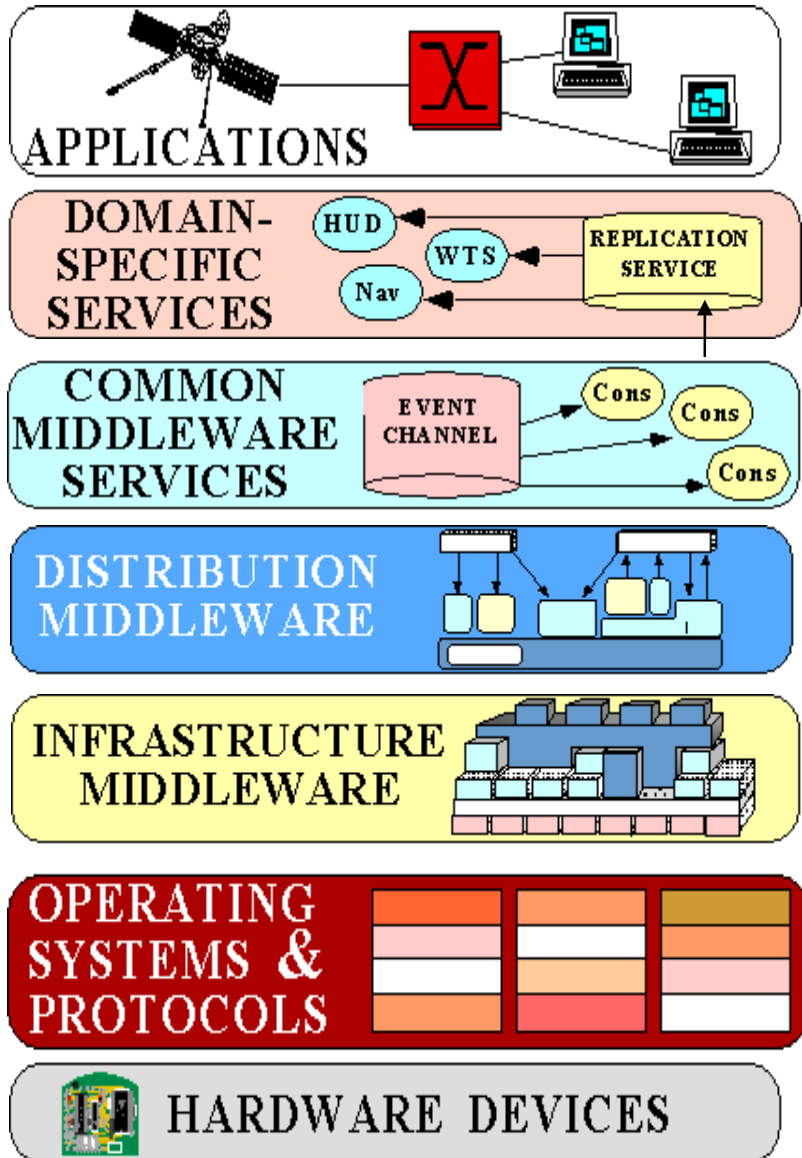 APPLICATIONS
DOMAIN-
SPECIFIC
SERVICES
HUD
WTS
Nav
REPLICATION
SERVICE
COMMON
MIDDLEWARE
SERVICES
EVENT
CHANNEL
Cons
Cons
Cons
DISTRIBUTION
MIDDLEWARE
INFRASTRUCTURE
MIDDLEWARE
OPERATING
SYSTEMS &
PROTOCOLS
HARDWARE DEVICES